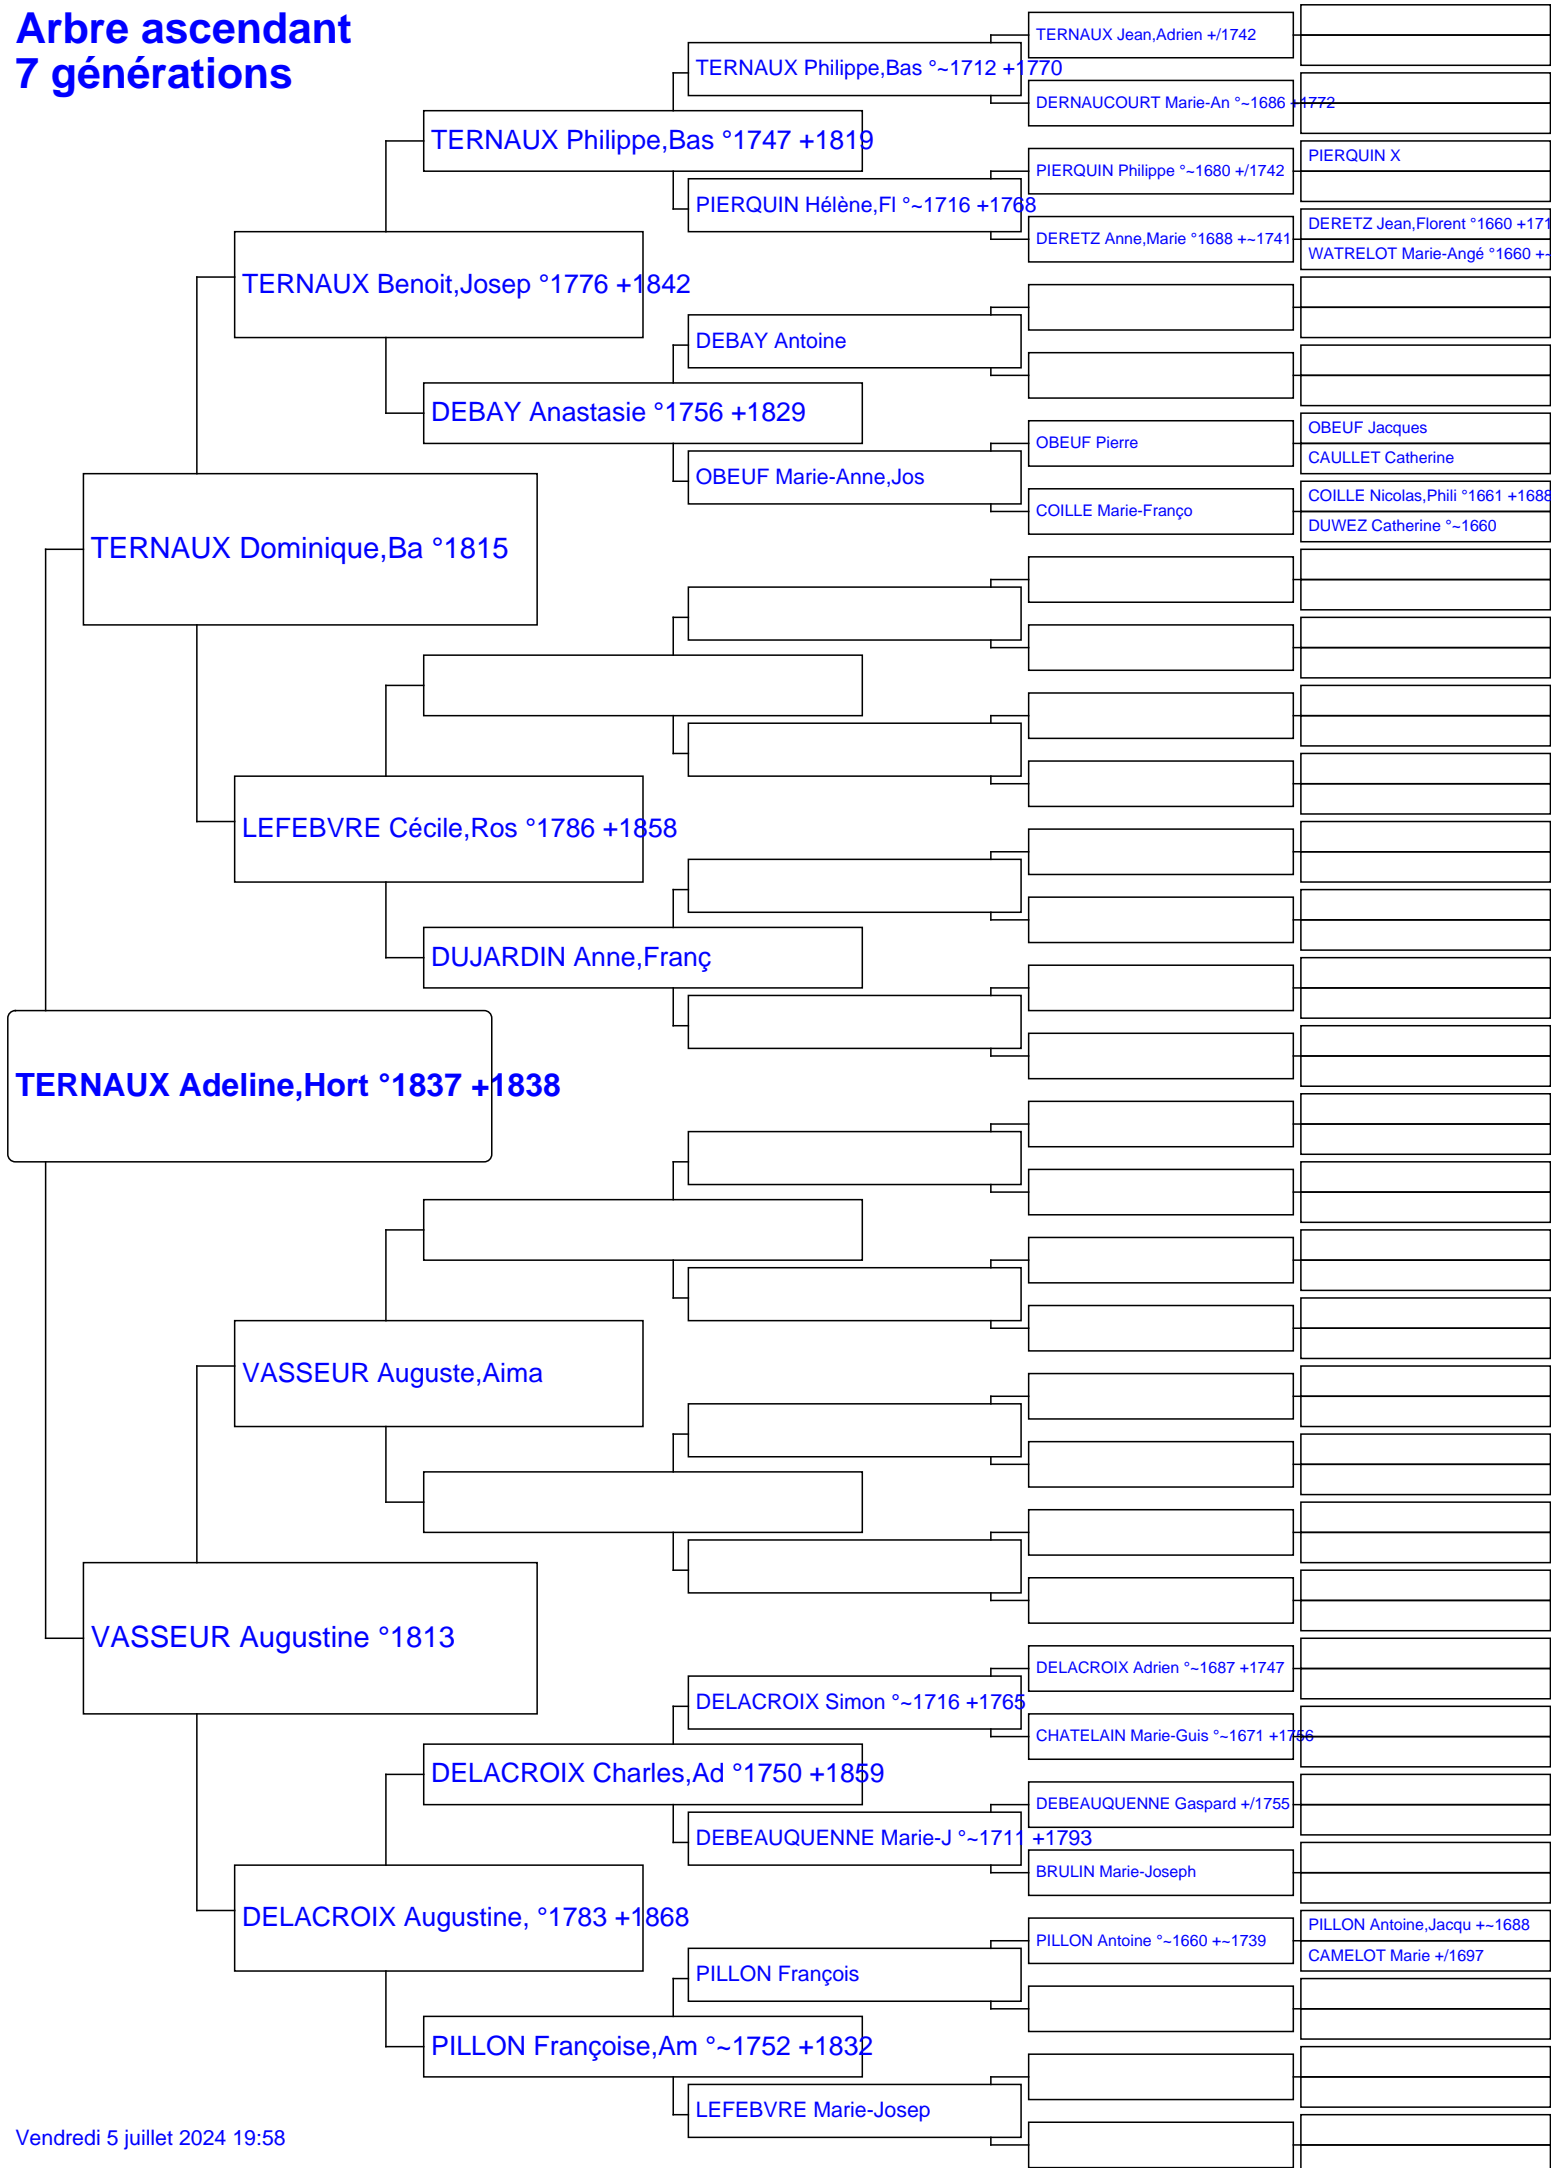 Arbre ascendant
7 générations
TERNAUX Jean,Adrien +/1742
TERNAUX Philippe,Bas °~1712 +1770
DERNAUCOURT Marie-An °~1686 +1772
TERNAUX Philippe,Bas °1747 +1819
PIERQUIN X
PIERQUIN Philippe °~1680 +/1742
PIERQUIN Hélène,Fl °~1716 +1768
DERETZ Jean,Florent °1660 +171
DERETZ Anne,Marie °1688 +~1741
WATRELOT Marie-Angé °1660 +~
TERNAUX Benoit,Josep °1776 +1842
DEBAY Antoine
DEBAY Anastasie °1756 +1829
OBEUF Jacques
OBEUF Pierre
CAULLET Catherine
OBEUF Marie-Anne,Jos
COILLE Nicolas,Phili °1661 +1688
COILLE Marie-Franço
DUWEZ Catherine °~1660
TERNAUX Dominique,Ba °1815
LEFEBVRE Cécile,Ros °1786 +1858
DUJARDIN Anne,Franç
TERNAUX Adeline,Hort °1837 +1838
VASSEUR Auguste,Aima
VASSEUR Augustine °1813
DELACROIX Adrien °~1687 +1747
DELACROIX Simon °~1716 +1765
CHATELAIN Marie-Guis °~1671 +1756
DELACROIX Charles,Ad °1750 +1859
DEBEAUQUENNE Gaspard +/1755
DEBEAUQUENNE Marie-J °~1711 +1793
BRULIN Marie-Joseph
DELACROIX Augustine, °1783 +1868
PILLON Antoine,Jacqu +~1688
PILLON Antoine °~1660 +~1739
CAMELOT Marie +/1697
PILLON François
PILLON Françoise,Am °~1752 +1832
LEFEBVRE Marie-Josep
Vendredi 5 juillet 2024 19:58